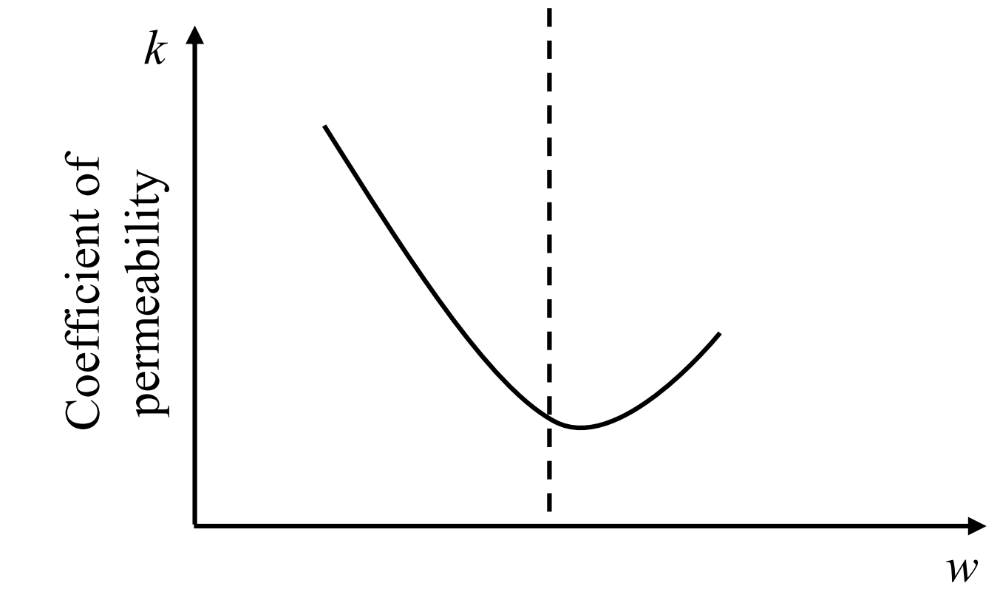 k
Coefficient of
permeability
w